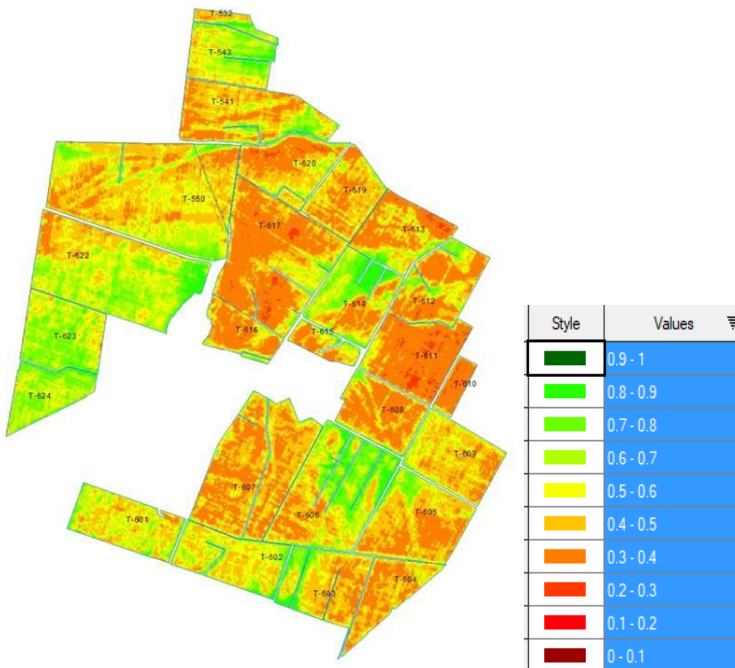 T-532
T-543
T-541
T-620
T-619
T-550
T-617
T-613
T-622
T-612
T-614
T-616
T-615
T-623
T-611
T-610
T-624
T-608
T-609
T-607
T-606
T-605
T-601
T-602
T-603
T-604
Style Values
0.9 - 1
0.8 - 0.9
0.7 - 0.8
0.6 - 0.7
0.5 - 0.6
0.4 - 0.5
0.3 - 0.4
0.2 - 0.3
0.1 - 0.2
0 - 0.1